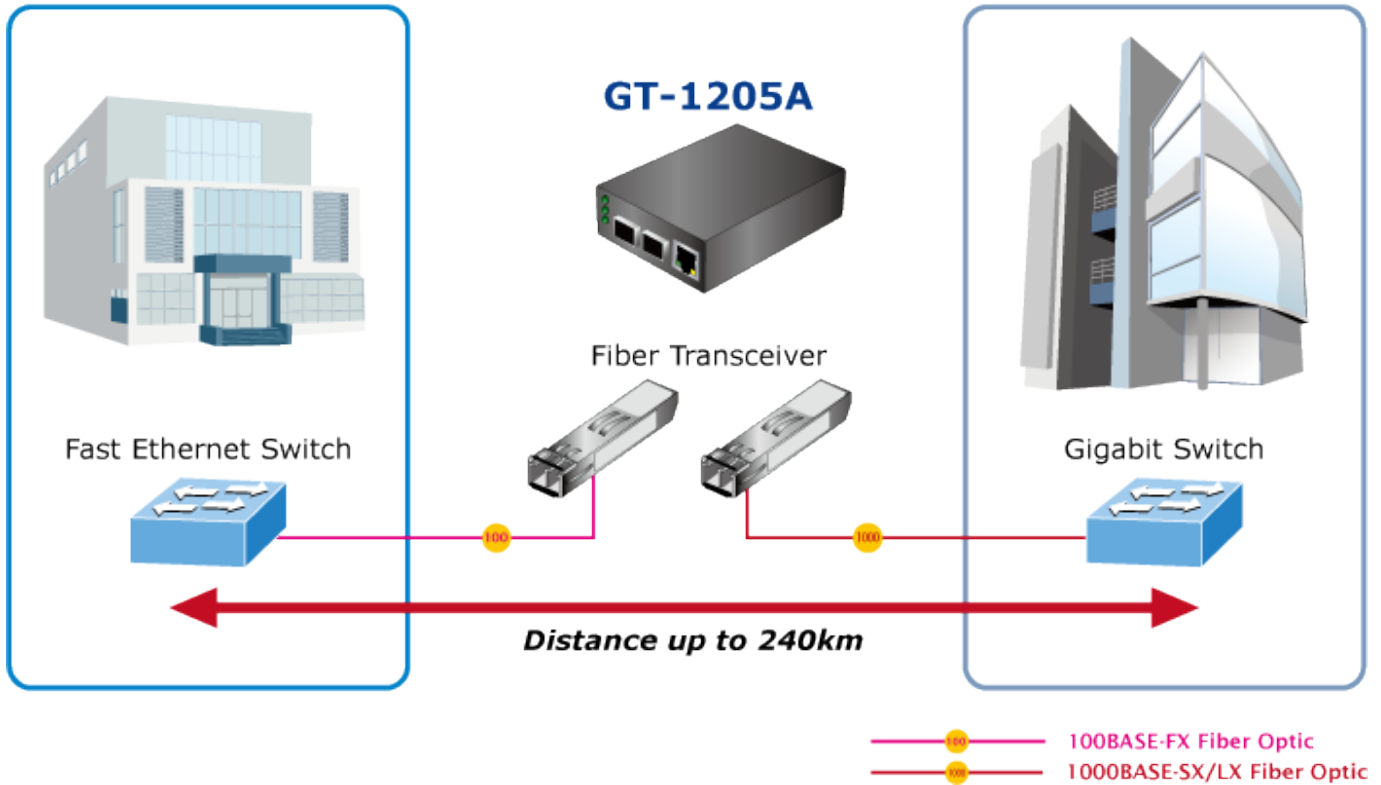 GT-1205A
Fiber Transceiver
Fast Ethernet Switch
Gigabit Switch
100
1000
Distance up to 240km
100 100BASE-FX Fiber Optic
1000 1000BASE-SX/LX Fiber Optic